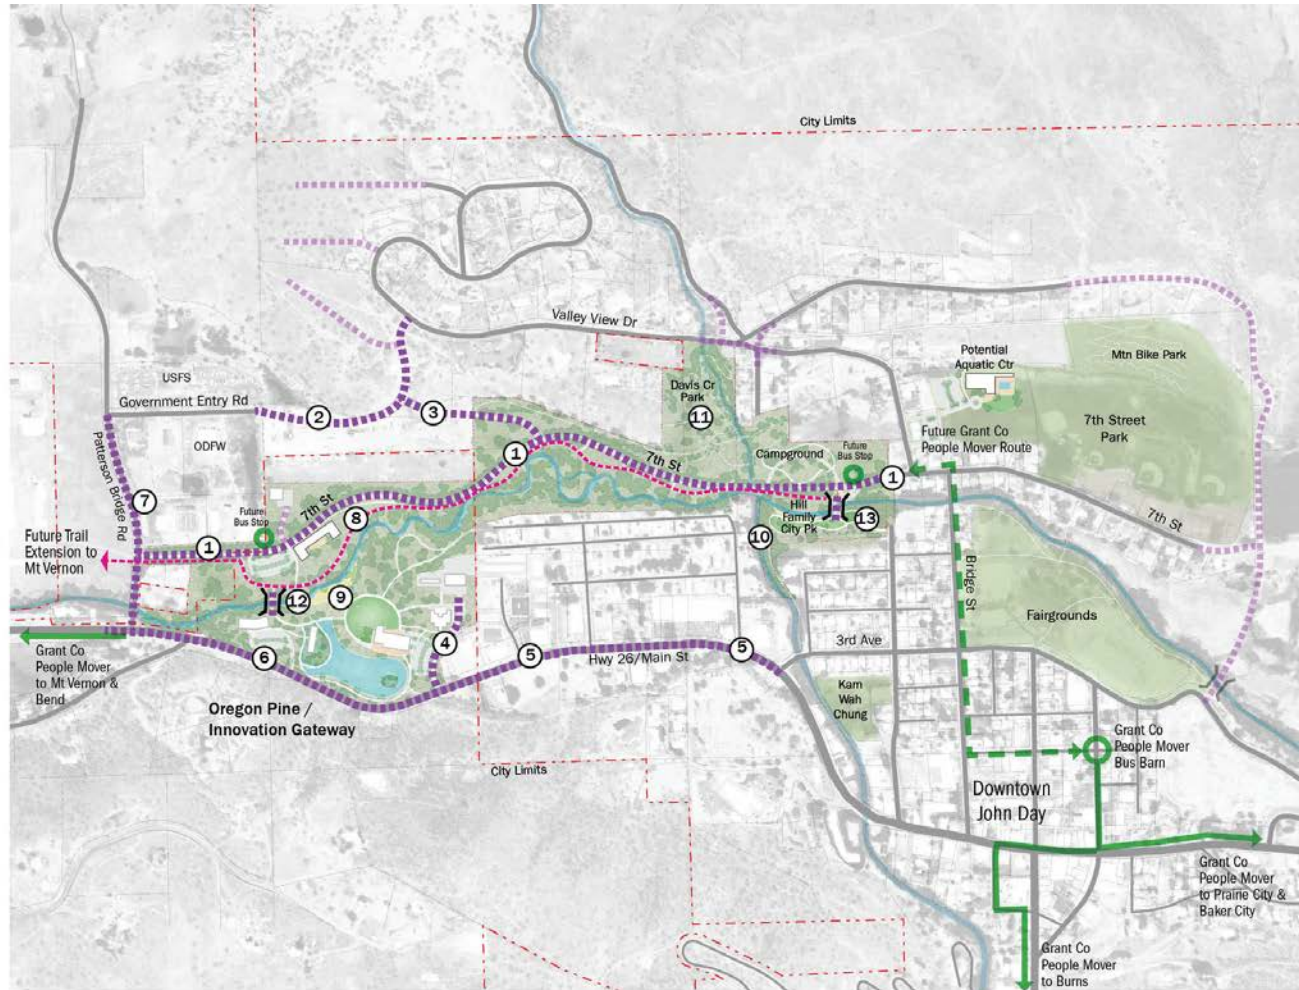 City Limits
Valley View Dr
Potential
Aquatic Ctr
Mtn Bike Park
USFS
Government Entry Rd
2
3
Davis Cr
Park
11
7th Street
Park
Future Grant Co
People Mover Route
ODFW
Patterson Bridge Rd
7
1
7th St
Campground
Future
Bus Stop
1
7th St
Future
Bus Stop
7th St
8
Hill
Family
City Pk
13
10
Future Trail
Extension to
Mt Vernon
1
12
9
Bridge St
Fairgrounds
4
3rd Ave
Grant Co
People Mover
to Mt Vernon &
Bend
6
5
Hwy 26/Main St
5
Kam
Wah
Chung
Oregon Pine /
Innovation Gateway
Grant Co
People Mover
Bus Barn
City Limits
Downtown
John Day
Grant Co
People Mover
to Prairie City &
Baker City
Grant Co
People Mover
to Burns